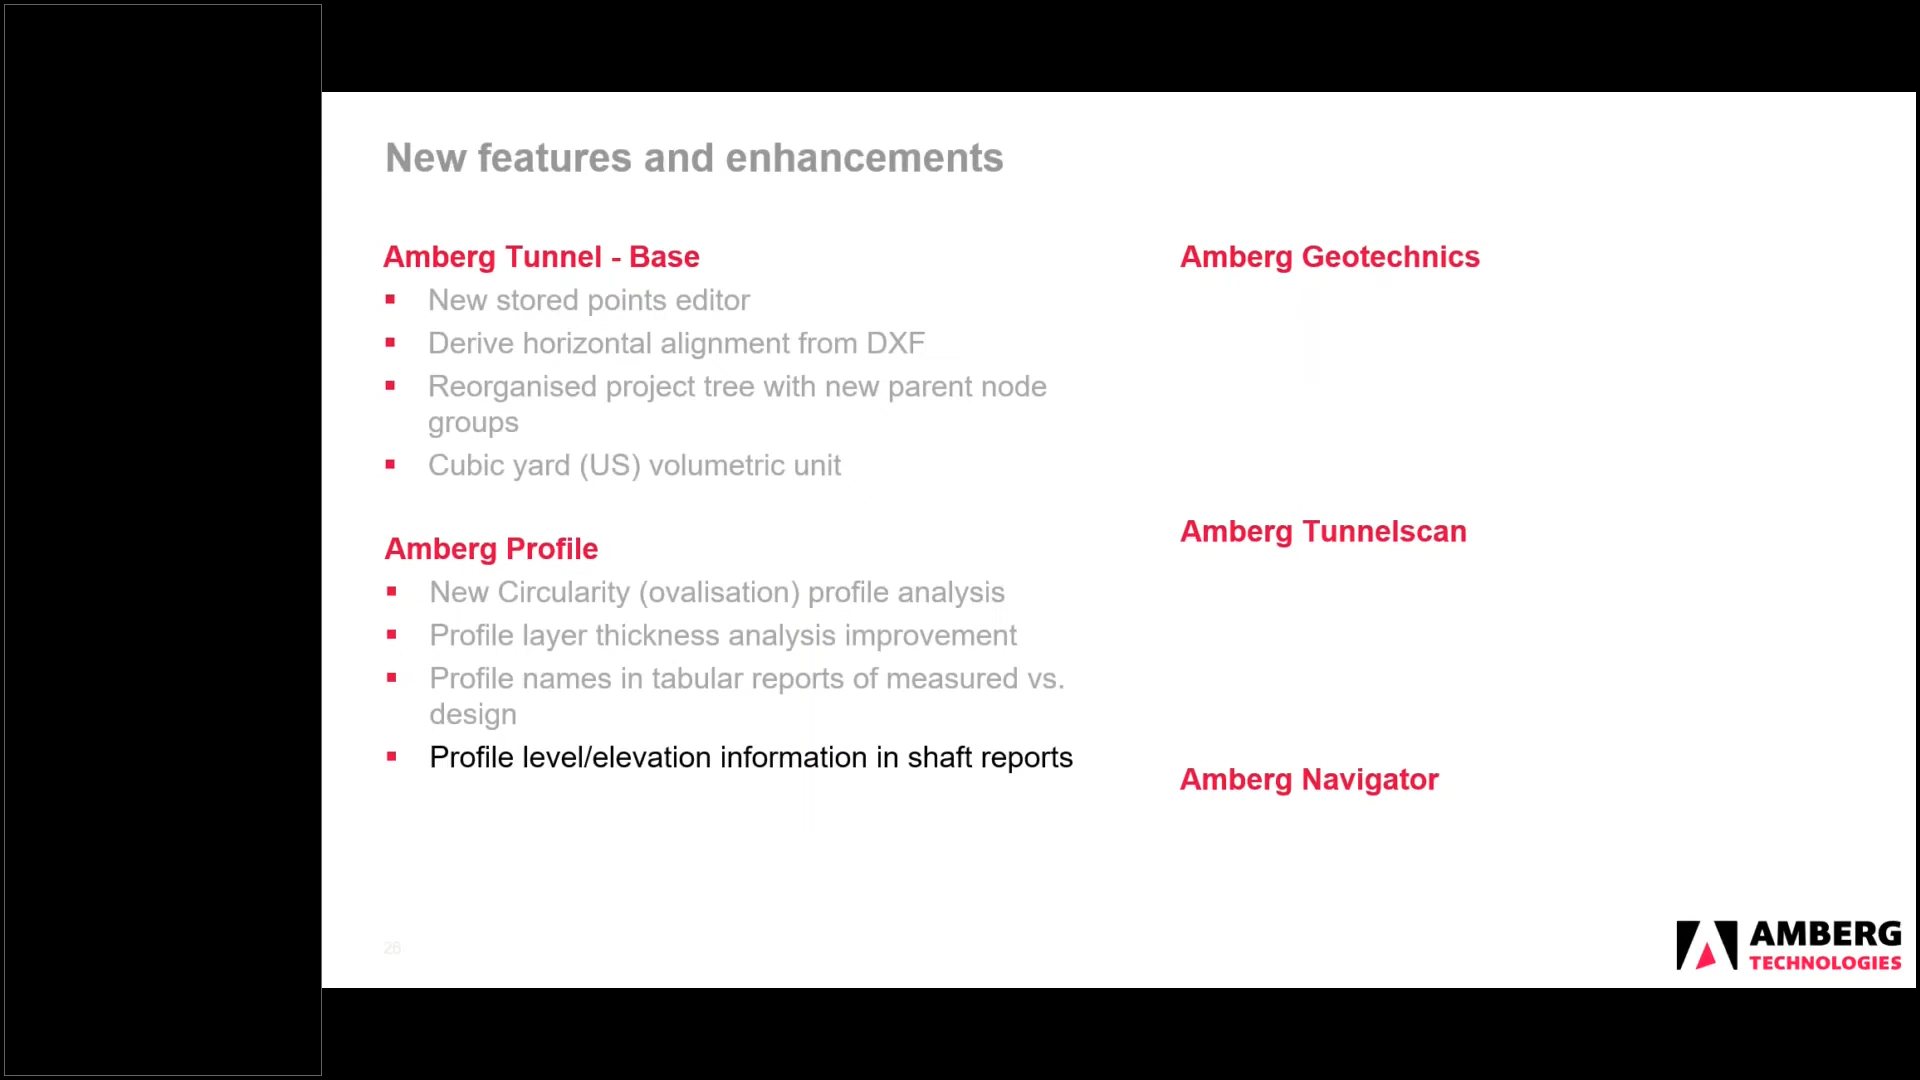 New features and enhancements
Amberg Tunnel - Base
New stored points editor
Derive horizontal alignment from DXF
Reorganised project tree with new parent node
groups
Cubic yard (US) volumetric unit
Amberg Profile
New Circularity (ovalisation) profile analysis
Profile layer thickness analysis improvement
Profile names in tabular reports of measured vs.
design
Profile level/elevation information in shaft reports
Amberg Geotechnics
Amberg Tunnelscan
Amberg Navigator
26
AMBERG
TECHNOLOGIES